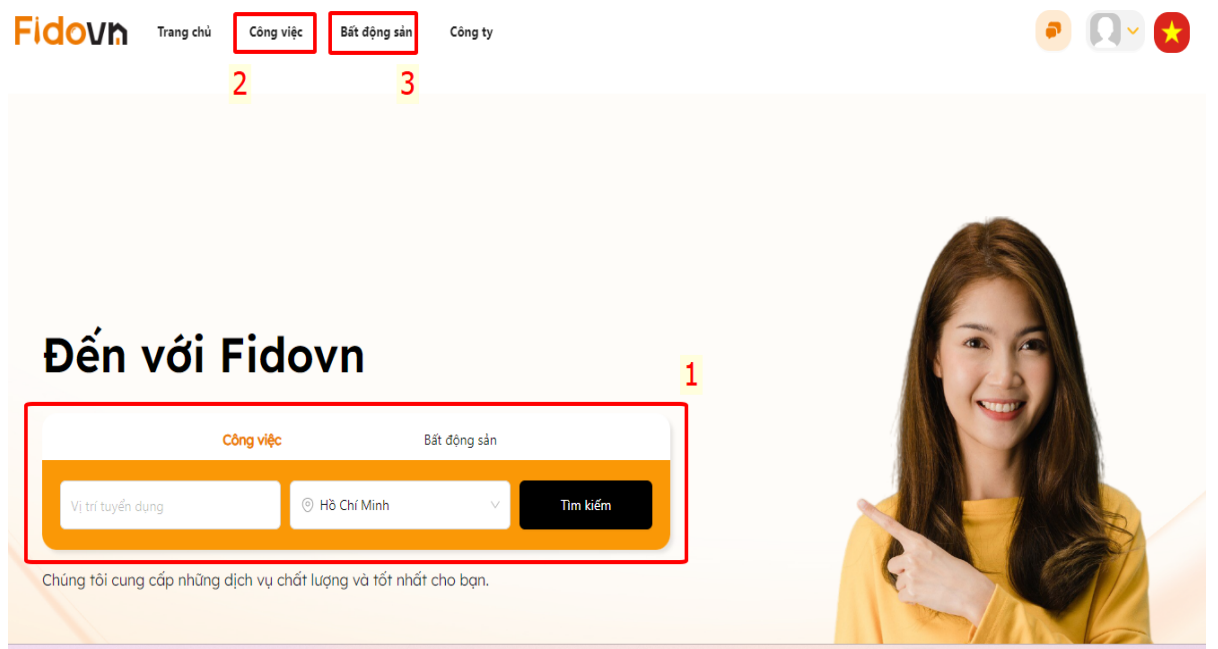 Fidovn Trang chủ Công việc Bất động sản Công ty
2 3
Đến với Fidovn
1
Công việc Bất động sản
Vị trí tuyển dụng Hồ Chí Minh Tìm kiếm
Chúng tôi cung cấp những dịch vụ chất lượng và tốt nhất cho bạn.